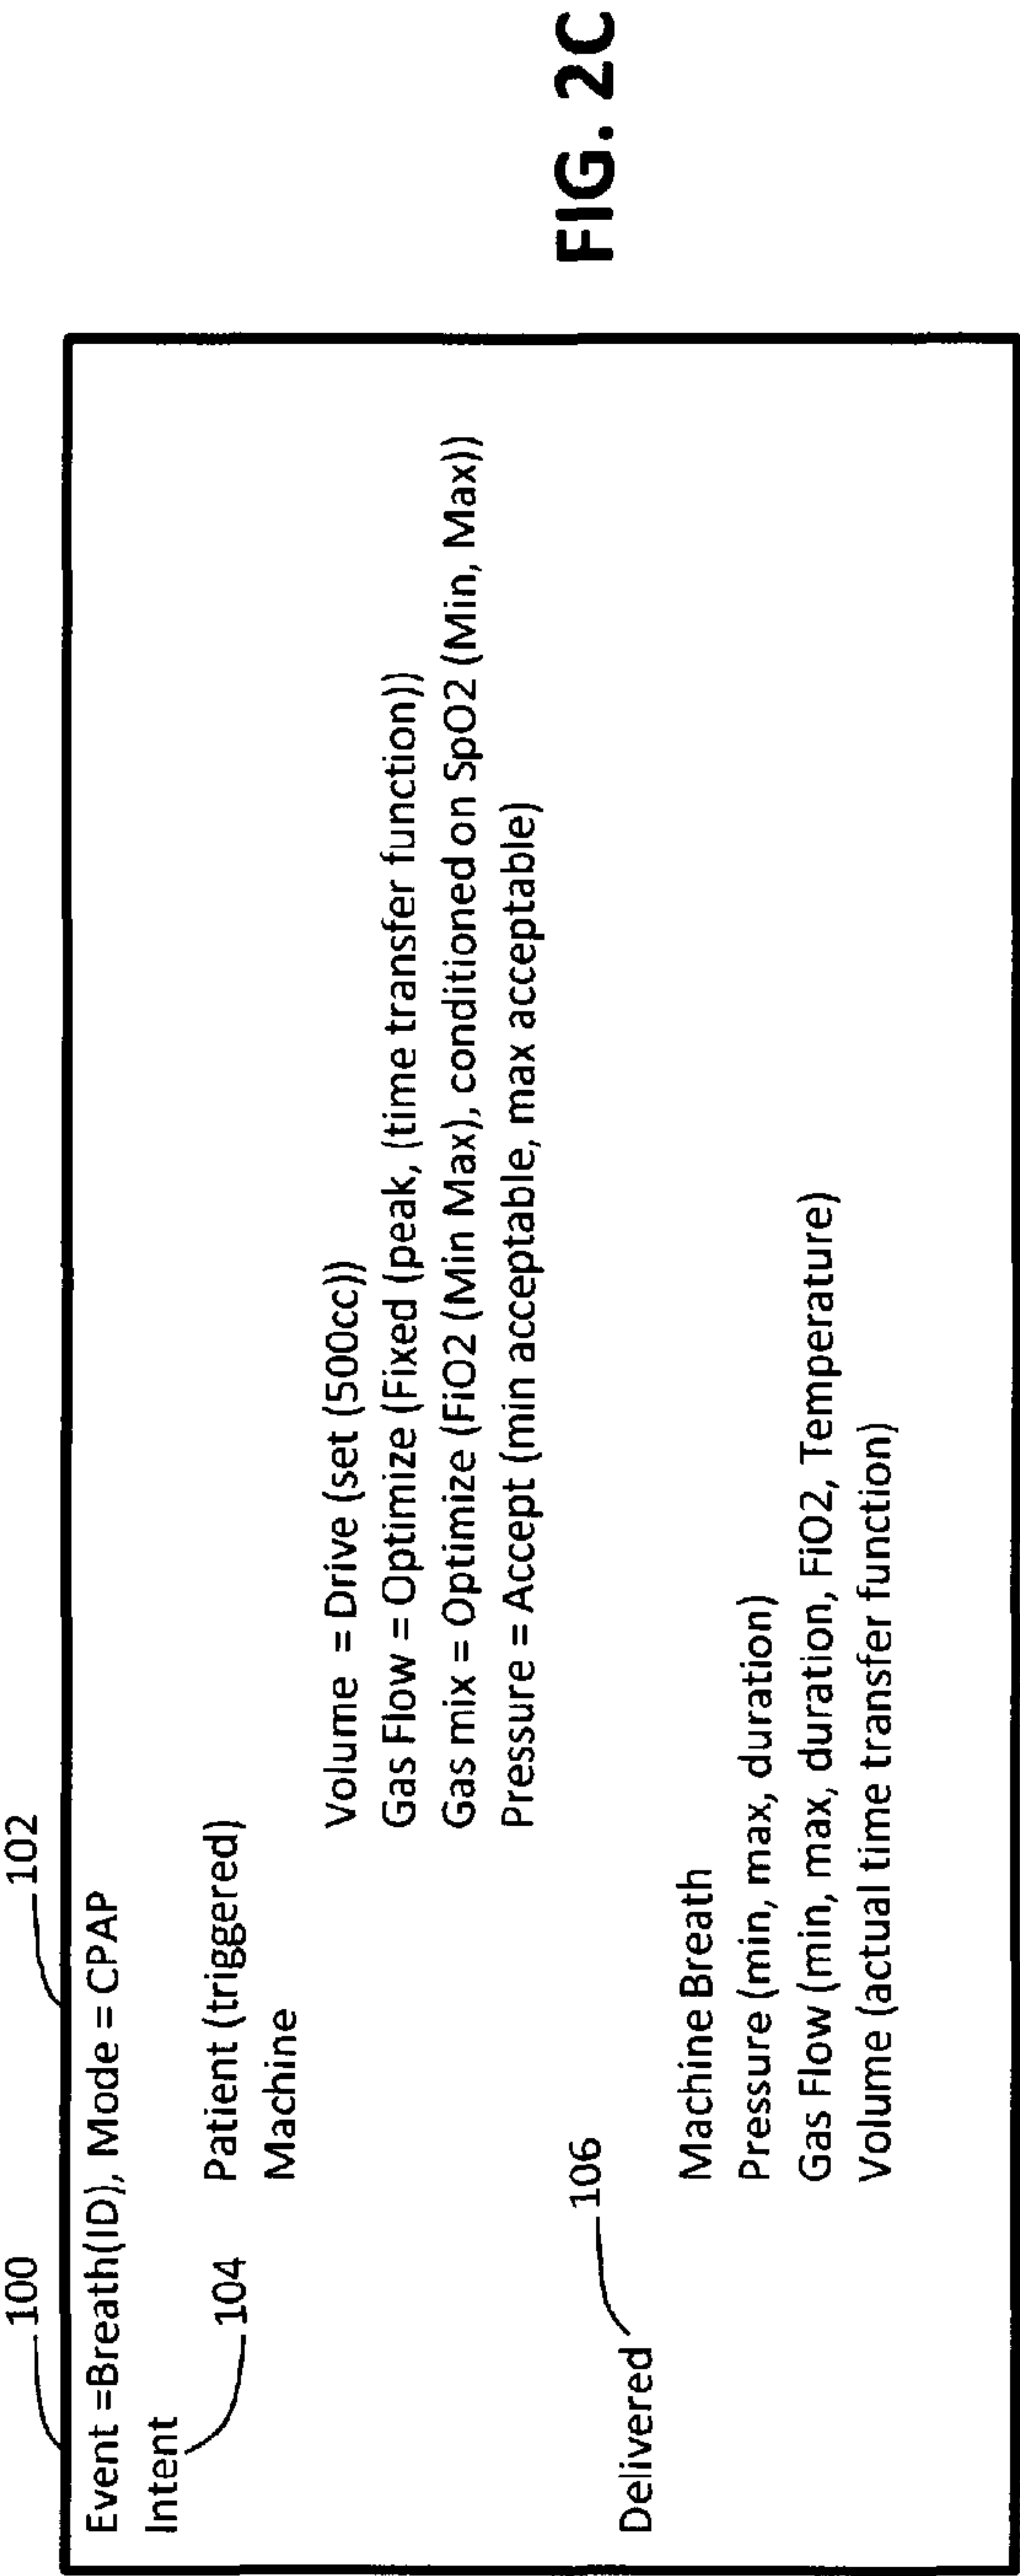 100
102
Event =Breath(ID), Mode = CPAP
Intent
104
Patient (triggered)
Machine
Volume = Drive (set (500cc))
Gas Flow = Optimize (Fixed (peak, (time transfer function))
Gas mix = Optimize (FiO2 (Min Max), conditioned on SpO2 (Min, Max))
Pressure = Accept (min acceptable, max acceptable)
106
Delivered
Machine Breath
Pressure (min, max, duration)
Gas Flow (min, max, duration, FiO2, Temperature)
Volume (actual time transfer function)
FIG. 2C